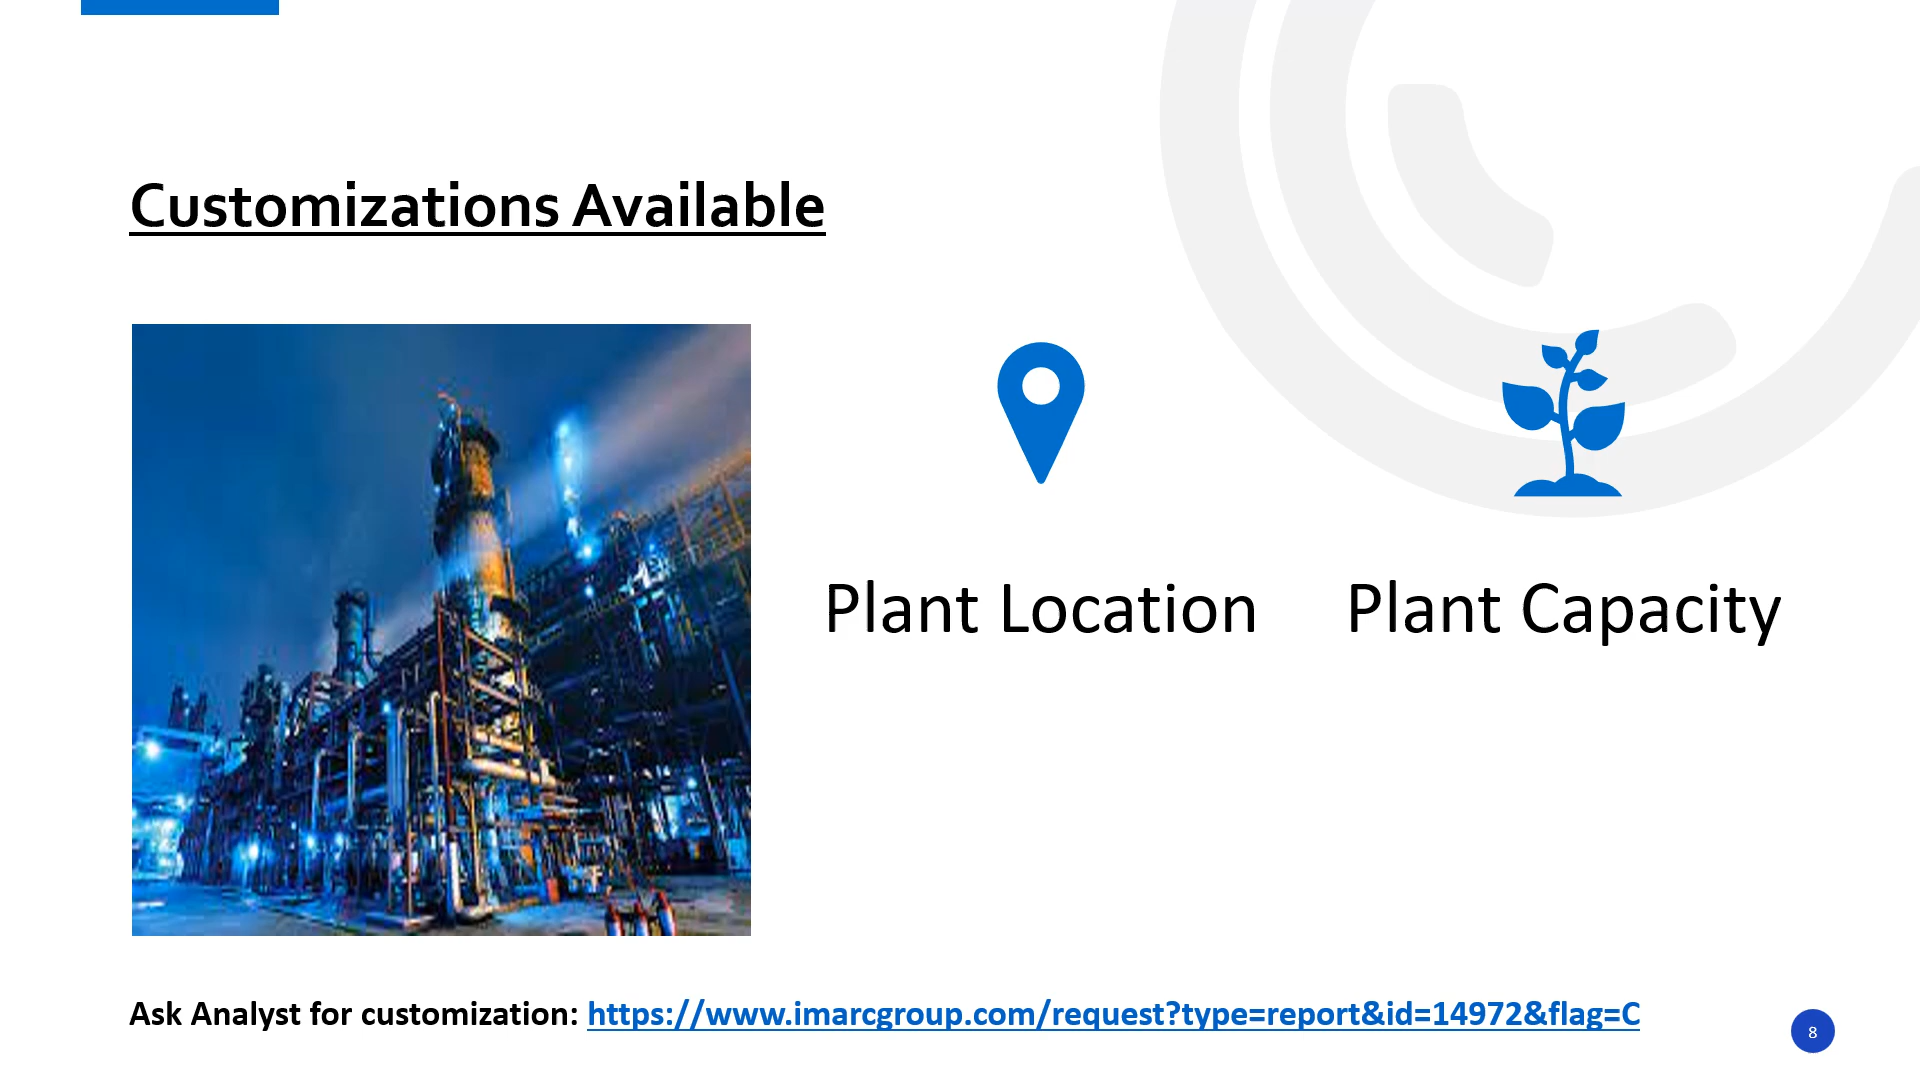 Customizations Available
Plant Location
Plant Capacity
Ask Analyst for customization: https://www.imarcgroup.com/request?type=report&id=14972&flag=C
8